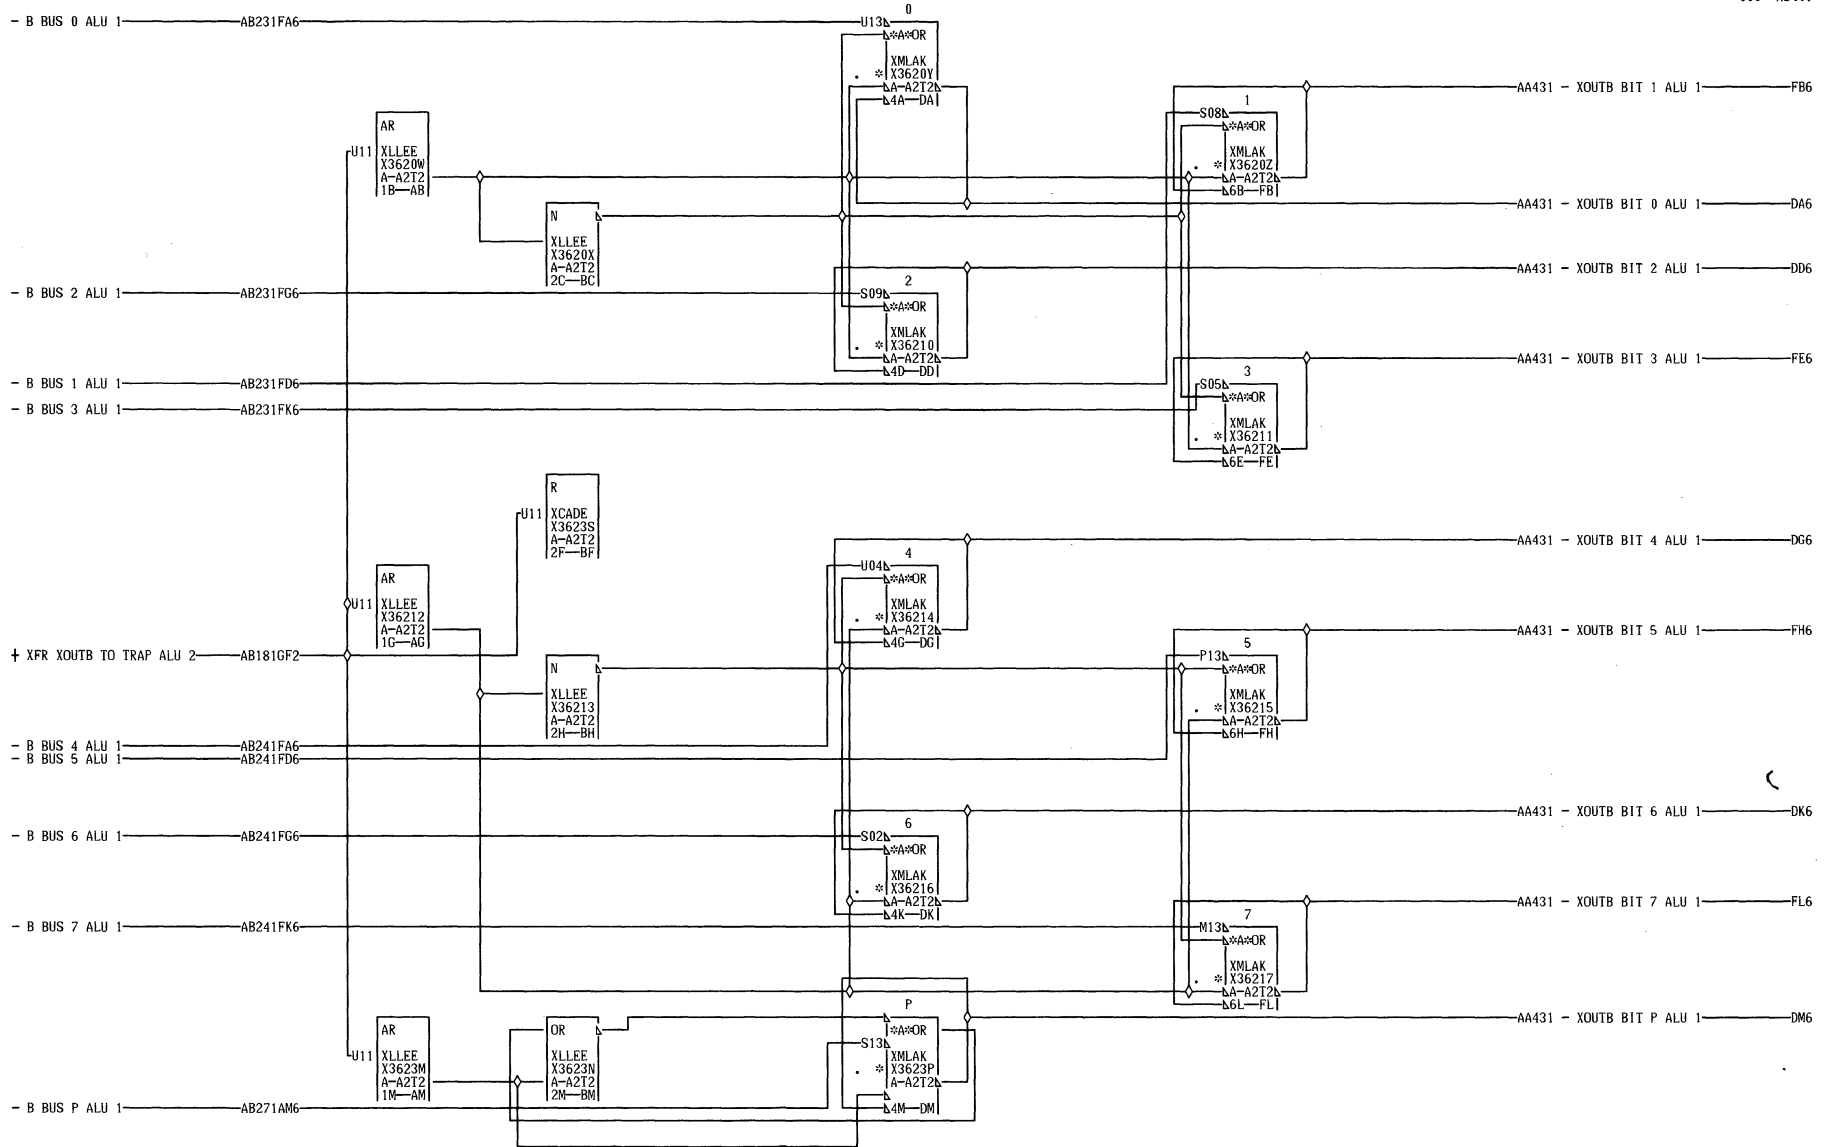 0
- B BUS 0 ALU 1 AB231FA6 U13
*A*OR
XMLAK
. * X3620Y
A-A2T2
4A-DA
AA431 - XOUTB BIT 1 ALU 1 FB6
1
S08
*A*OR
XMLAK
. * X3620Z
A-A2T2
6B-FB
AR
U11 XLLEE
X3620W
A-A2T2
1B-AB
AA431 - XOUTB BIT 0 ALU 1 DA6
N
XLLEE
X3620X
A-A2T2
2C-BC
AA431 - XOUTB BIT 2 ALU 1 DD6
2
- B BUS 2 ALU 1 AB231FG6 S09
*A*OR
XMLAK
. * X36210
A-A2T2
4D-DD
AA431 - XOUTB BIT 3 ALU 1 FE6
- B BUS 1 ALU 1 AB231FD6
- B BUS 3 ALU 1 AB231FK6
3
S05
*A*OR
XMLAK
. * X36211
A-A2T2
6E-FE
R
U11 XCADE
X3623S
A-A2T2
2F-BF
AA431 - XOUTB BIT 4 ALU 1 DG6
4
U04
*A*OR
XMLAK
. * X36214
A-A2T2
4G-DG
AR
U11 XLLEE
X36212
A-A2T2
1G-AG
AA431 - XOUTB BIT 5 ALU 1 FH6
+ XFR XOUTB TO TRAP ALU 2 AB181GF2
5
P13
*A*OR
XMLAK
. * X36215
A-A2T2
6H-FH
N
XLLEE
X36213
A-A2T2
2H-BH
- B BUS 4 ALU 1 AB241FA6
- B BUS 5 ALU 1 AB241FD6
AA431 - XOUTB BIT 6 ALU 1 DK6
6
- B BUS 6 ALU 1 AB241FG6 S02
*A*OR
XMLAK
. * X36216
A-A2T2
4K-DK
AA431 - XOUTB BIT 7 ALU 1 FL6
7
- B BUS 7 ALU 1 AB241FK6 M13
*A*OR
XMLAK
. * X36217
A-A2T2
6L-FL
P
AA431 - XOUTB BIT P ALU 1 DM6
*A*OR
S13
XMLAK
. * X3623P
A-A2T2
4M-DM
AR
U11 XLLEE
X3623M
A-A2T2
1M-AM
OR
XLLEE
X3623N
A-A2T2
2M-BM
- B BUS P ALU 1 AB271AM6